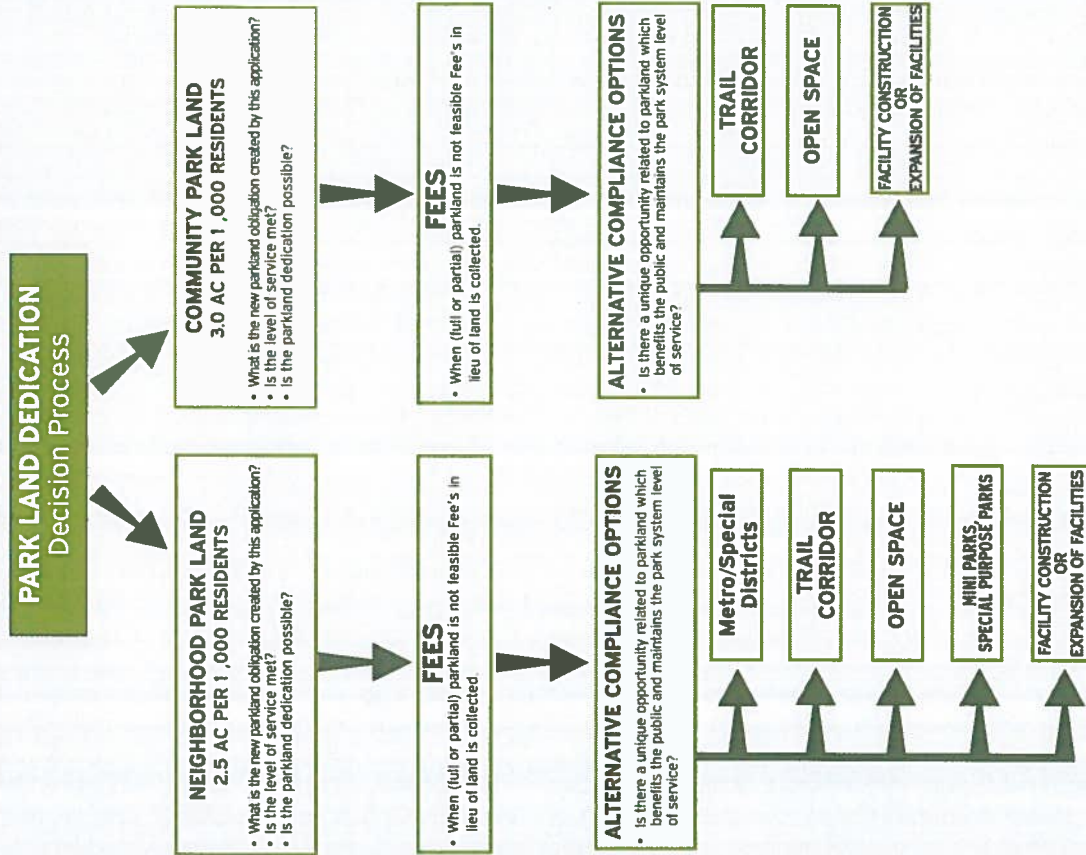 PARK LAND DEDICATION
Decision Process
NEIGHBORHOOD PARK LAND
2.5 AC PER 1 ,000 RESIDENTS
• What is the new parkland obligation created by this application?
• Is the level of service met?
• Is the parkland dedication possible?
FEES
• When (full or partial) parkland is not feasible Fee's in
lieu of land is collected.
ALTERNATIVE COMPLIANCE OPTIONS
• Is there a unique opportunity related to parkland which
benefits the public and maintains the park system level
of service?
Metro/Special
Districts
TRAIL
CORRIDOR
OPEN SPACE
MINI PARKS,
SPECIAL PURPOSE PARKS
FACILITY CONSTRUCTION
OR
EXPANSION OF FACILITIES
COMMUNITY PARK LAND
3.0 AC PER 1 ,000 RESIDENTS
• What is the new parkland obligation created by this application?
• Is the level of service met?
• Is the parkland dedication possible?
FEES
• When (full or partial) parkland is not feasible Fee's in
lieu of land is collected.
ALTERNATIVE COMPLIANCE OPTIONS
• Is there a unique opportunity related to parkland which
benefits the public and maintains the park system level
of service?
TRAIL
CORRIDOR
OPEN SPACE
FACILITY CONSTRUCTION
OR
EXPANSION OF FACILITIES